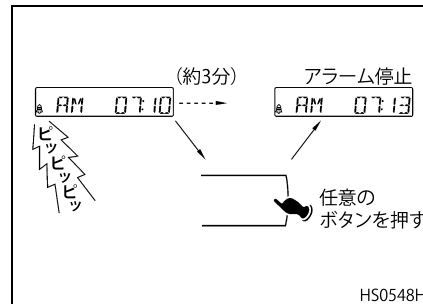 (約3分)
アラーム停止
AM 07:10
AM 07:13
ピッ
ピッ
ピッ
任意の
ボタンを押す
HS0548H